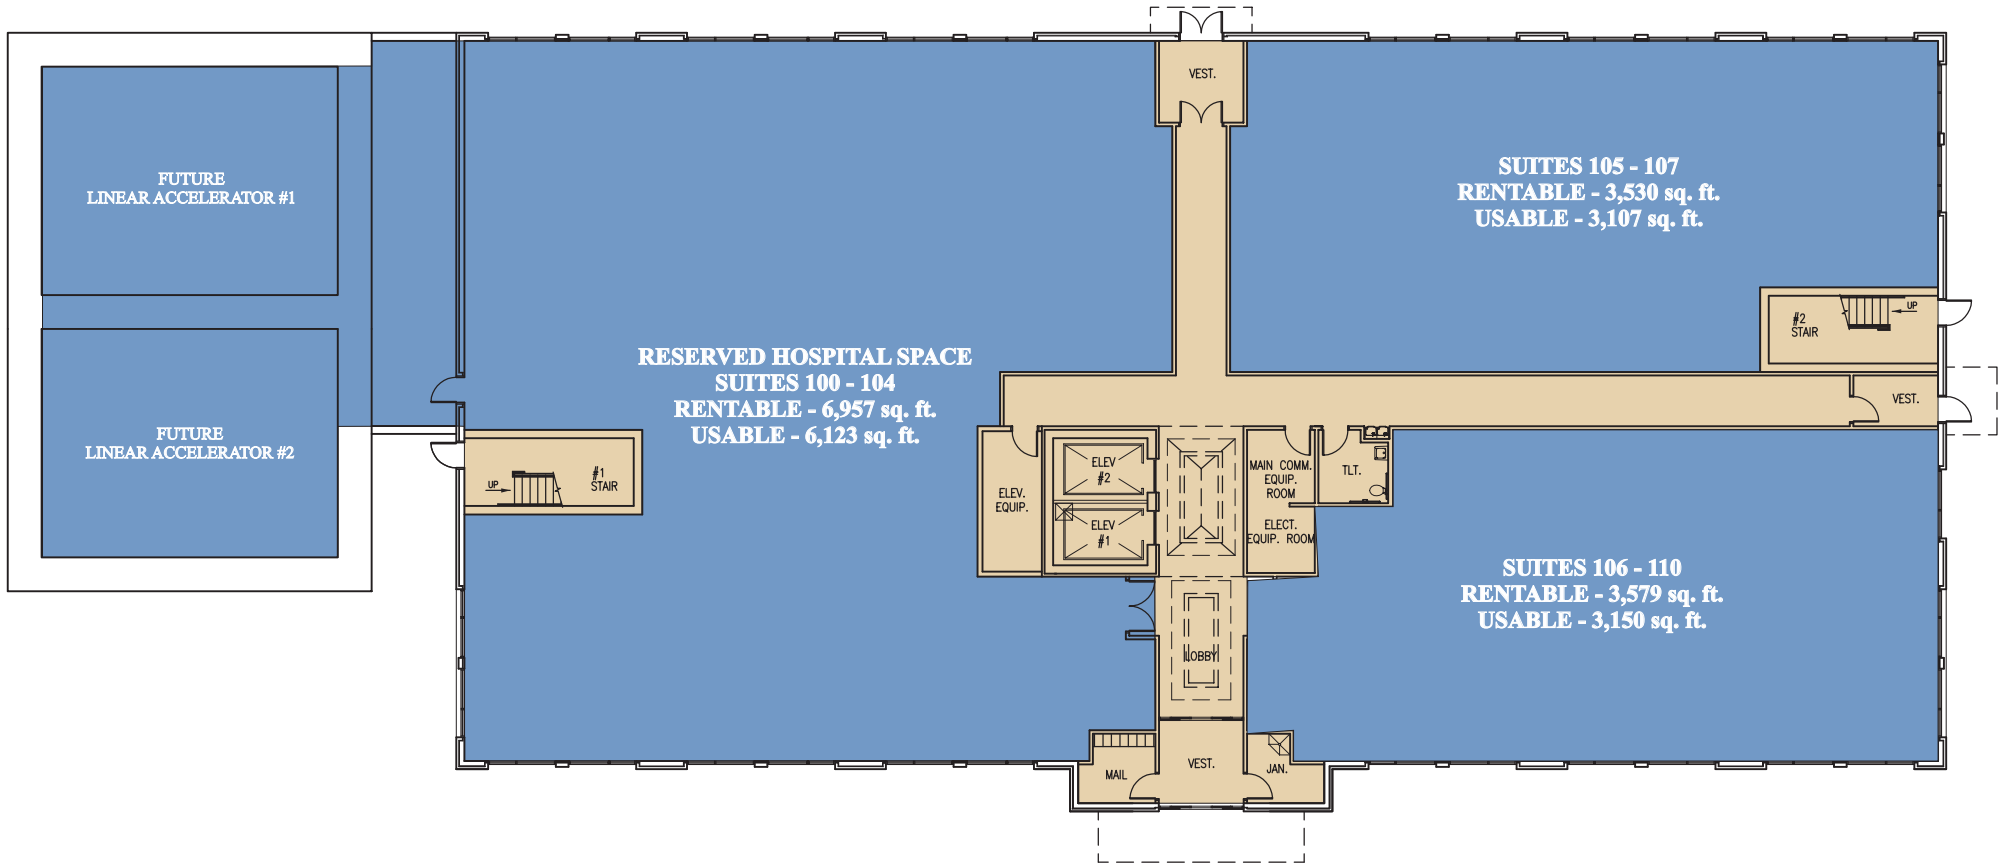 VEST.
FUTURE
LINEAR ACCELERATOR #1
SUITES 105 - 107
RENTABLE - 3,530 sq. ft.
USABLE - 3,107 sq. ft.
UP
#2
STAIR
RESERVED HOSPITAL SPACE
SUITES 100 - 104
RENTABLE - 6,957 sq. ft.
USABLE - 6,123 sq. ft.
VEST.
FUTURE
LINEAR ACCELERATOR #2
UP
#1
STAIR
ELEV.
EQUIP.
ELEV
#2
ELEV
#1
MAIN COMM.
EQUIP.
ROOM
TLT.
ELECT.
EQUIP. ROOM
SUITES 106 - 110
RENTABLE - 3,579 sq. ft.
USABLE - 3,150 sq. ft.
LOBBY
MAIL
VEST.
JAN.